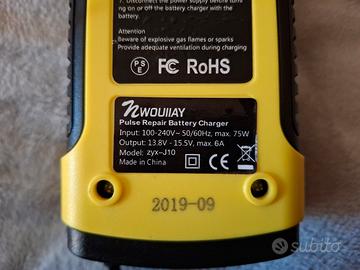 7. Disconnect the power supply before turni
ng on or off the battery charger with the
battery.
Attention
Beware of explosive gas flames or sparks
Provide adequate ventilation during charging
PS
E
FC RoHS
NWOUIIAY
Pulse Repair Battery Charger
Input: 100-240V~ 50/60Hz, max. 75W
Output: 13.8V - 15.5V, max. 6A
Model: zyx-J10
Made in China
2019-09
subito